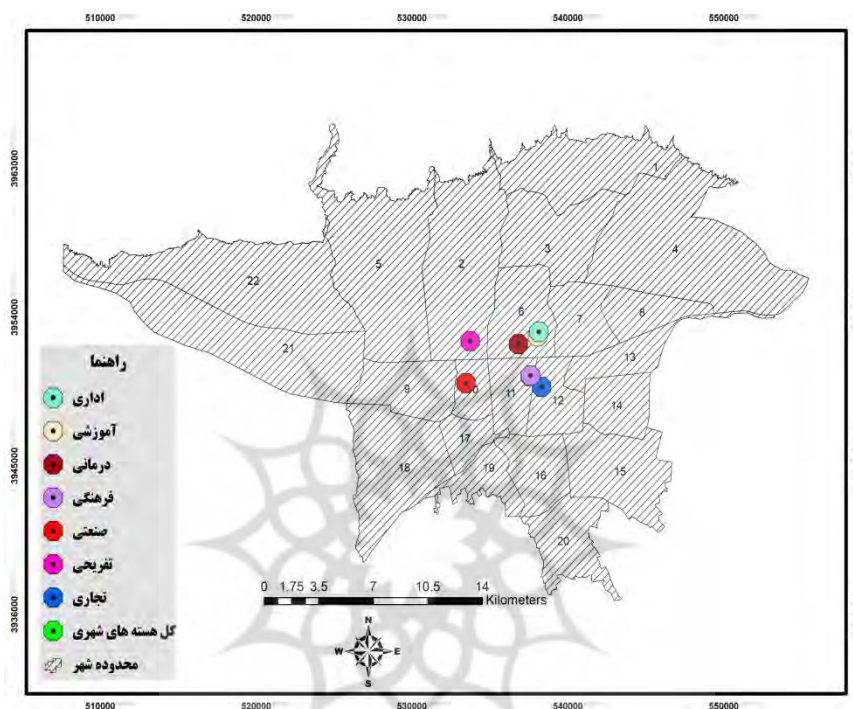 510000 520000 530000 540000 550000
3963000
3954000
3945000
3936000
1
2
3
4
5
6
7
8
9
0
11
12
13
14
15
16
17
18
19
20
21
22
راهنما
اداری
آموزشی
درمانی
فرهنگی
صنعتی
تفریحی
تجاری
کل هسته های شهری
محدوده شهر
0 1.75 3.5 7 10.5 14
Kilometers
N
W E
S
510000 520000 530000 540000 550000